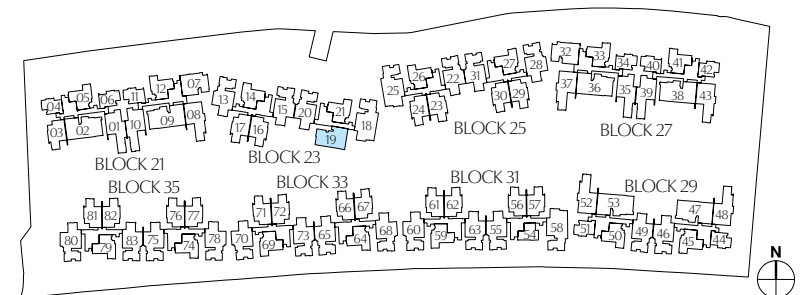 32 33 34 40 41 42
25 26 22 31 27 28
37 36 35 39 38 43
04 05 06 11 12 07
13 14 15 20 21 18
24 23 30 29
03 02 01 10 09 08
17 16 19
BLOCK 25
BLOCK 27
BLOCK 21
BLOCK 23
BLOCK 35
BLOCK 33
BLOCK 31
BLOCK 29
81 82 76 77 71 72 66 67 61 62 56 57 52 53 47 48
80 79 83 75 74 78 70 69 73 65 64 68 60 59 63 55 54 58 51 50 49 46 45 44
N